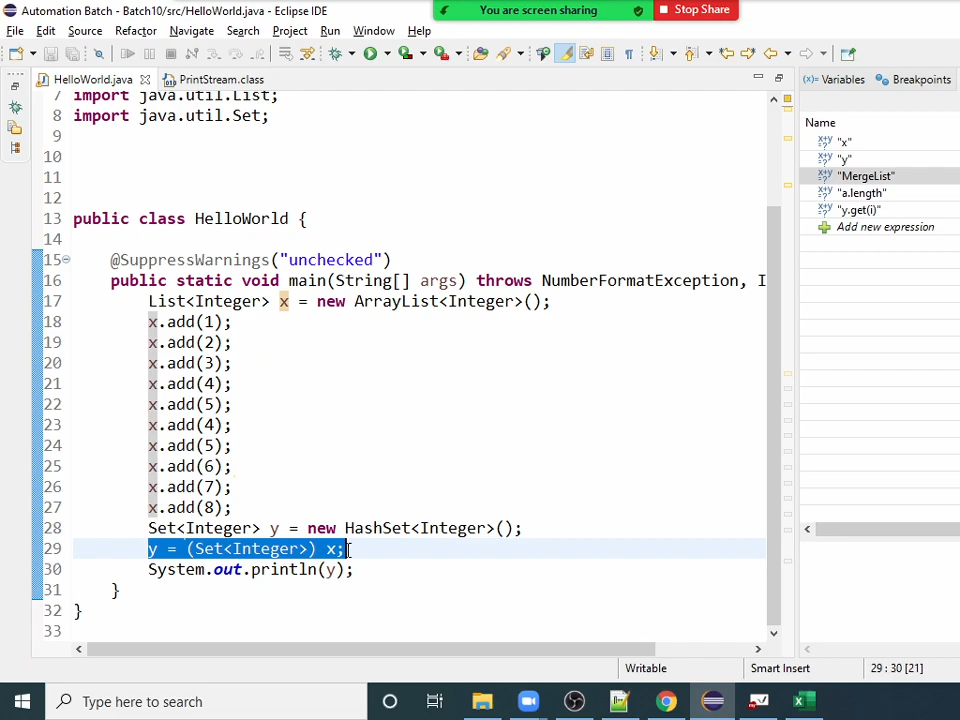 Automation Batch - Batch10/src/HelloWorld.java - Eclipse IDE
You are screen sharing
Stop Share
File Edit Source Refactor Navigate Search Project Run Window Help
HelloWorld.java
PrintStream.class
(x)= Variables
Breakpoints
7 import java.util.List;
8 import java.util.Set;
9
10
11
12
13 public class HelloWorld {
14
15 @SuppressWarnings("unchecked")
16 public static void main(String[] args) throws NumberFormatException, I
17 List<Integer> x = new ArrayList<Integer>();
18 x.add(1);
19 x.add(2);
20 x.add(3);
21 x.add(4);
22 x.add(5);
23 x.add(4);
24 x.add(5);
25 x.add(6);
26 x.add(7);
27 x.add(8);
28 Set<Integer> y = new HashSet<Integer>();
29 y = (Set<Integer>) x;
30 System.out.println(y);
31 }
32 }
33
Name
"x"
"y"
"MergeList"
"a.length"
"y.get(i)"
Add new expression
Writable
Smart Insert
29 : 30 [21]
Type here to search